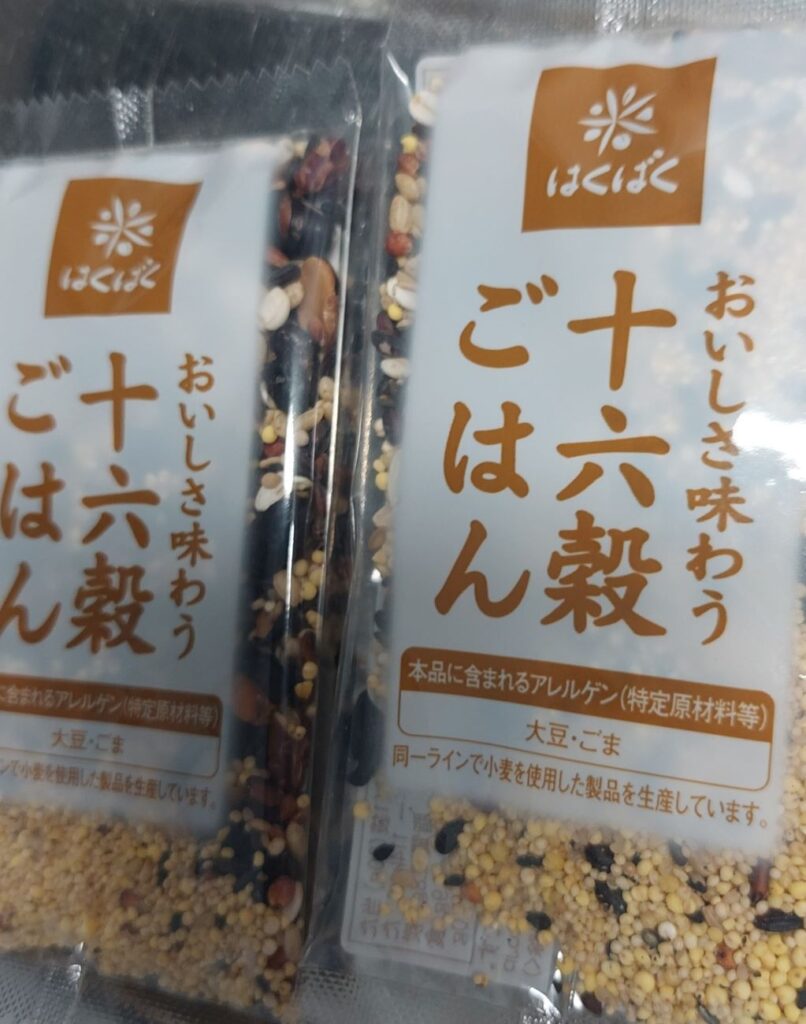 はくばく
おいしさ味わう
十六穀
ごはん
に含まれるアレルゲン(特定原材料等)
大豆・ごま
ンで小麦を使用した製品を生産しています。
はくばく
おいしさ味わう
十六穀
ごはん
本品に含まれるアレルゲン(特定原材料等)
大豆・ごま
同一ラインで小麦を使用した製品を生産しています。